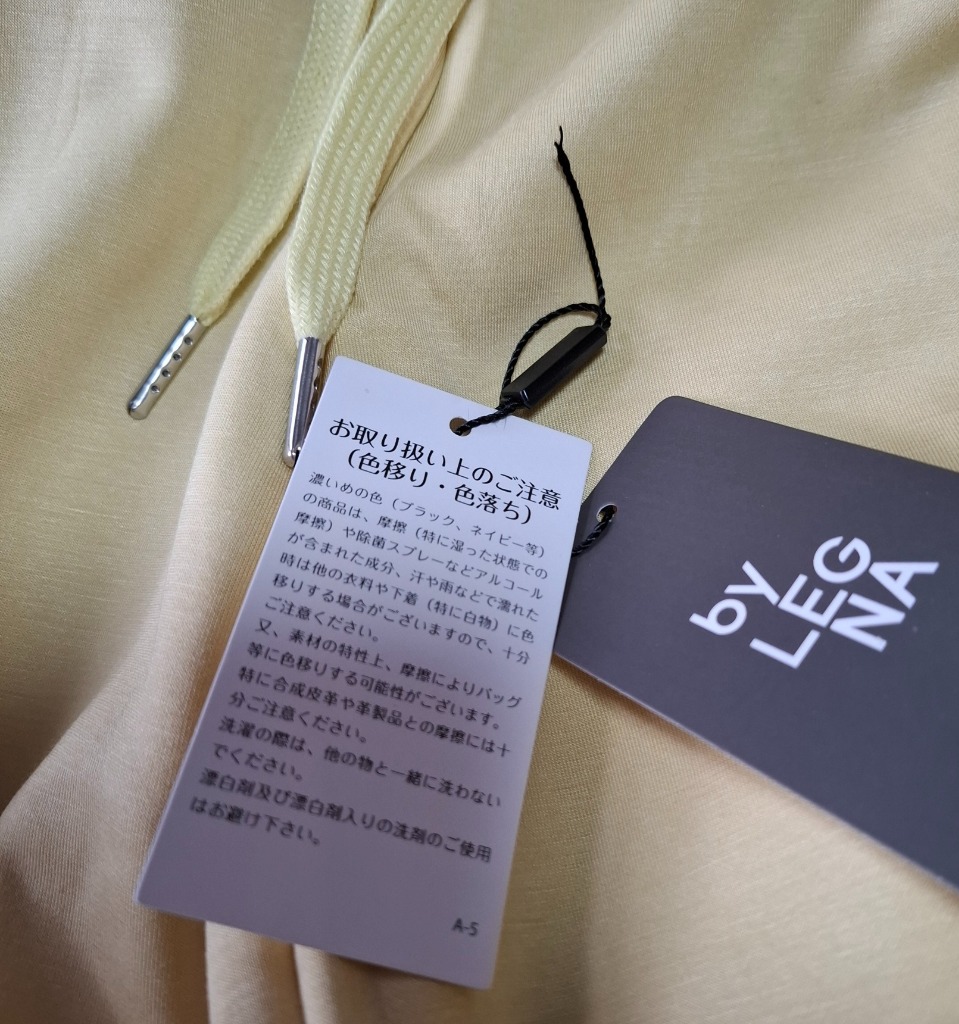 お取り扱い上のご注意
(色移り・色落ち)
濃いめの色（ブラック、ネイビー等）
の商品は、摩擦（特に湿った状態での
摩擦）や除菌スプレーなどアルコール
が含まれた成分、汗や雨などで濡れた
時は他の衣料や下着（特に白物）に色
移りする場合がございますので、十分
ご注意ください。
又、素材の特性上、摩擦によりバッグ
等に色移りする可能性がございます。
特に合成皮革や革製品との摩擦には十
分ご注意ください。
洗濯の際は、他の物と一緒に洗わない
でください。
漂白剤及び漂白剤入りの洗剤のご使用
はお避け下さい。
A-5
by
LEG
NA